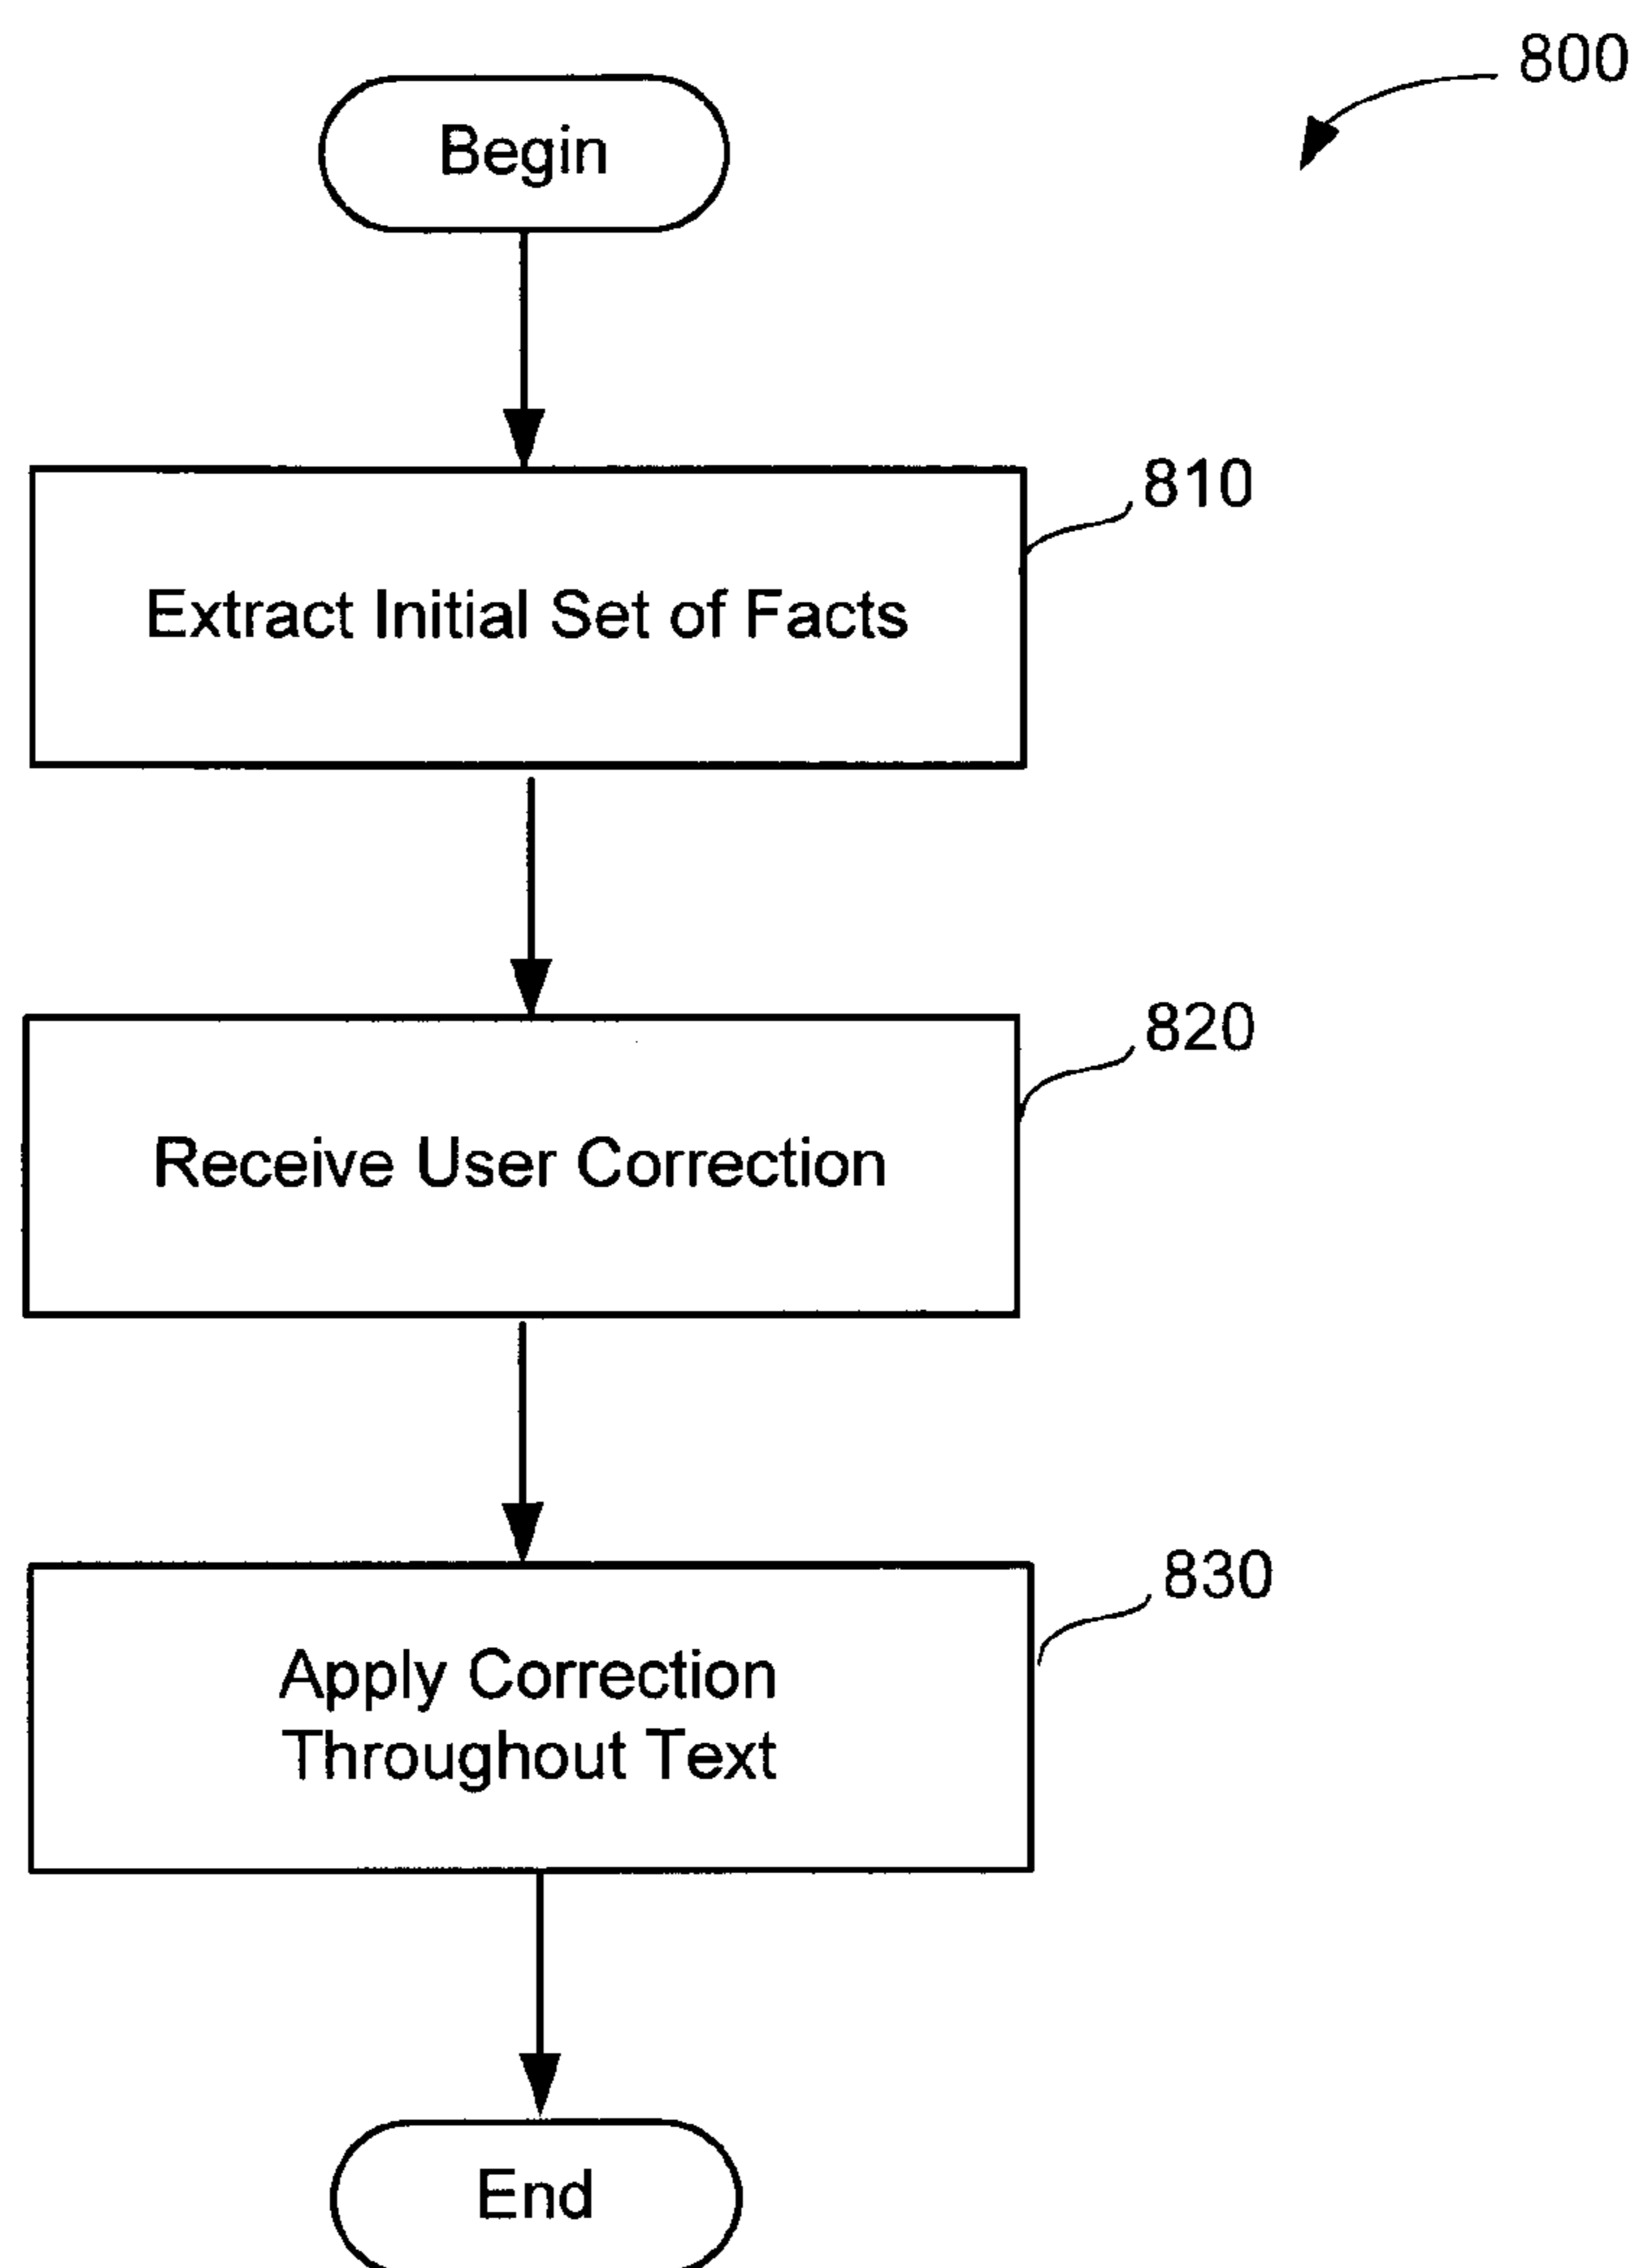 800
Begin
810
Extract Initial Set of Facts
820
Receive User Correction
830
Apply Correction
Throughout Text
End